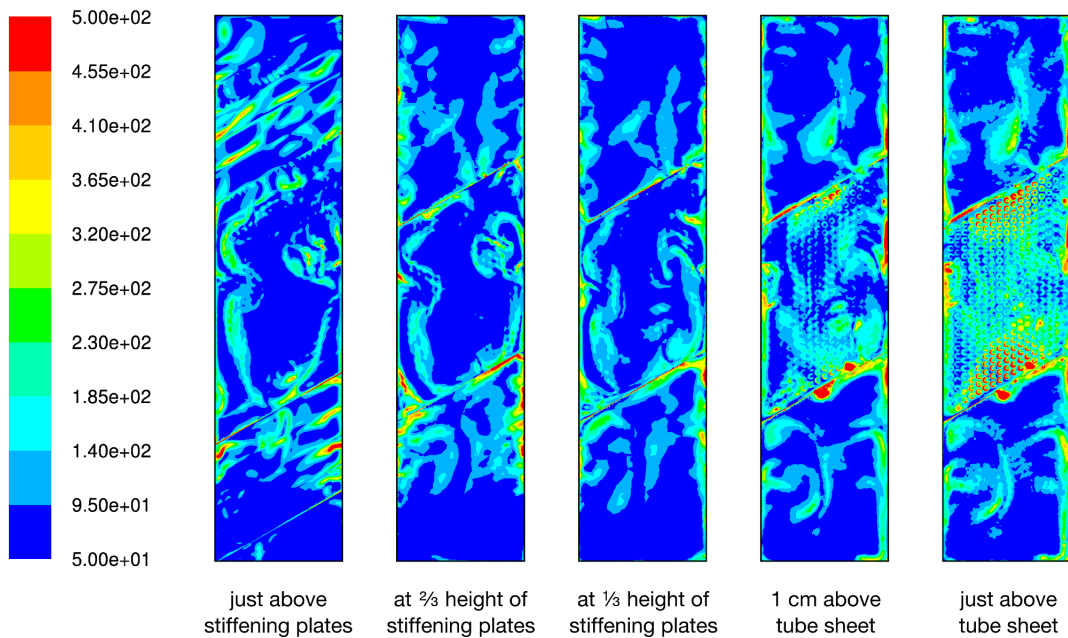 5.00e+02
4.55e+02
4.10e+02
3.65e+02
3.20e+02
2.75e+02
2.30e+02
1.85e+02
1.40e+02
9.50e+01
5.00e+01
just above
stiffening plates
at ⅔ height of
stiffening plates
at ⅓ height of
stiffening plates
1 cm above
tube sheet
just above
tube sheet